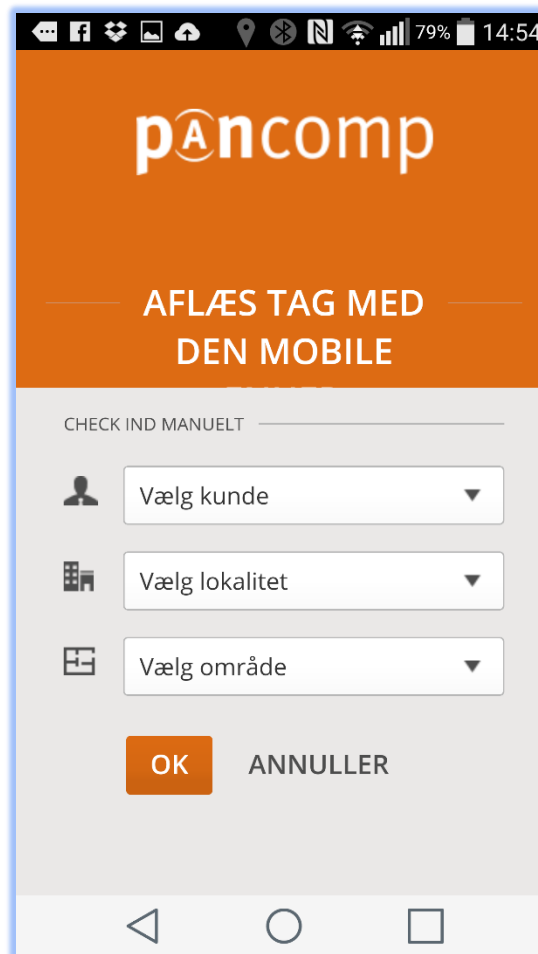 79% 14:54
pancomp
AFLÆS TAG MED
DEN MOBILE
CHECK IND MANUELT
Vælg kunde
Vælg lokalitet
Vælg område
OK ANNULLER